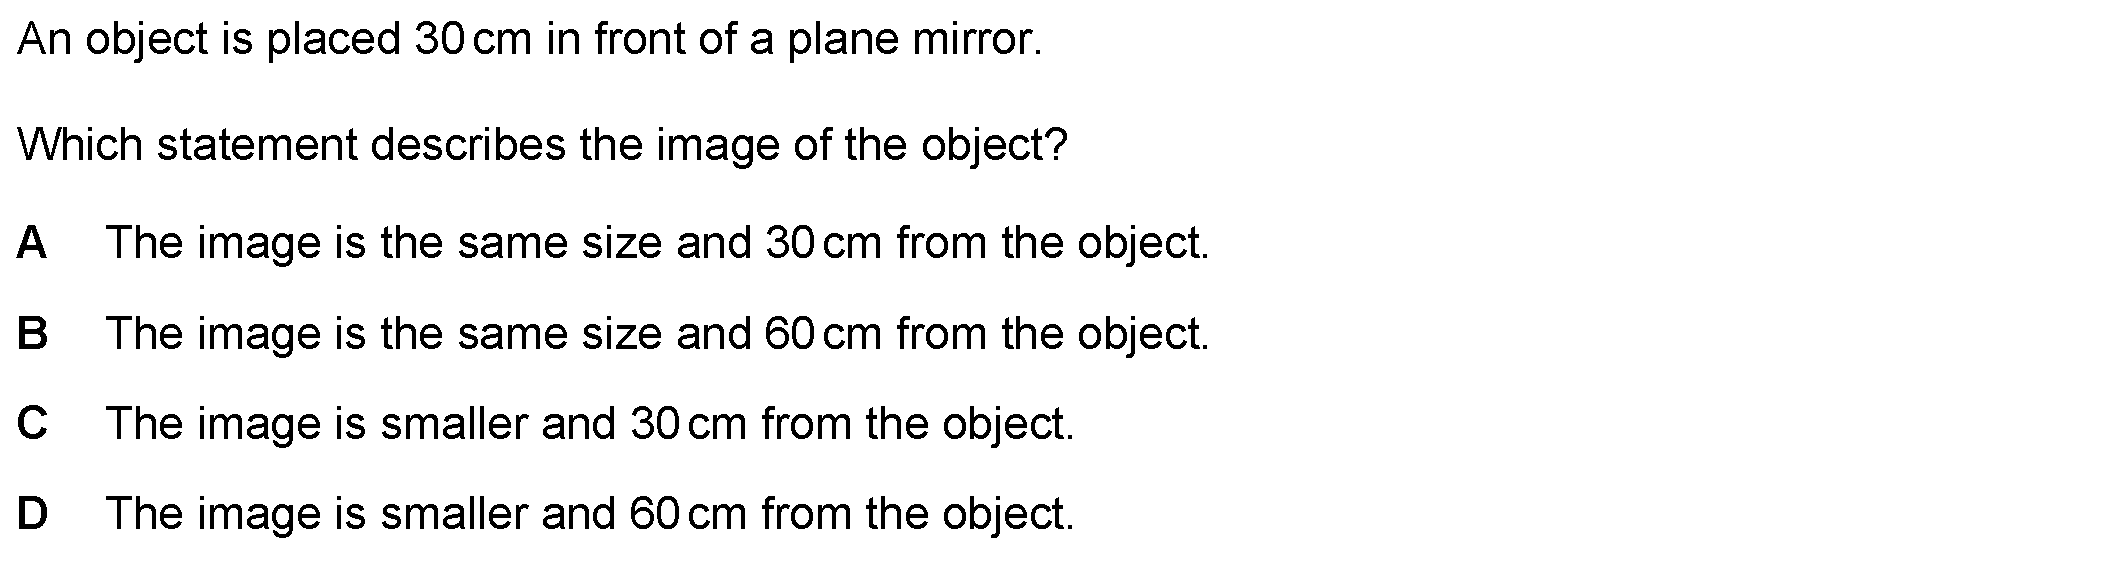 An object is placed 30 cm in front of a plane mirror.
Which statement describes the image of the object?
A The image is the same size and 30 cm from the object.
B The image is the same size and 60 cm from the object.
C The image is smaller and 30 cm from the object.
D The image is smaller and 60 cm from the object.